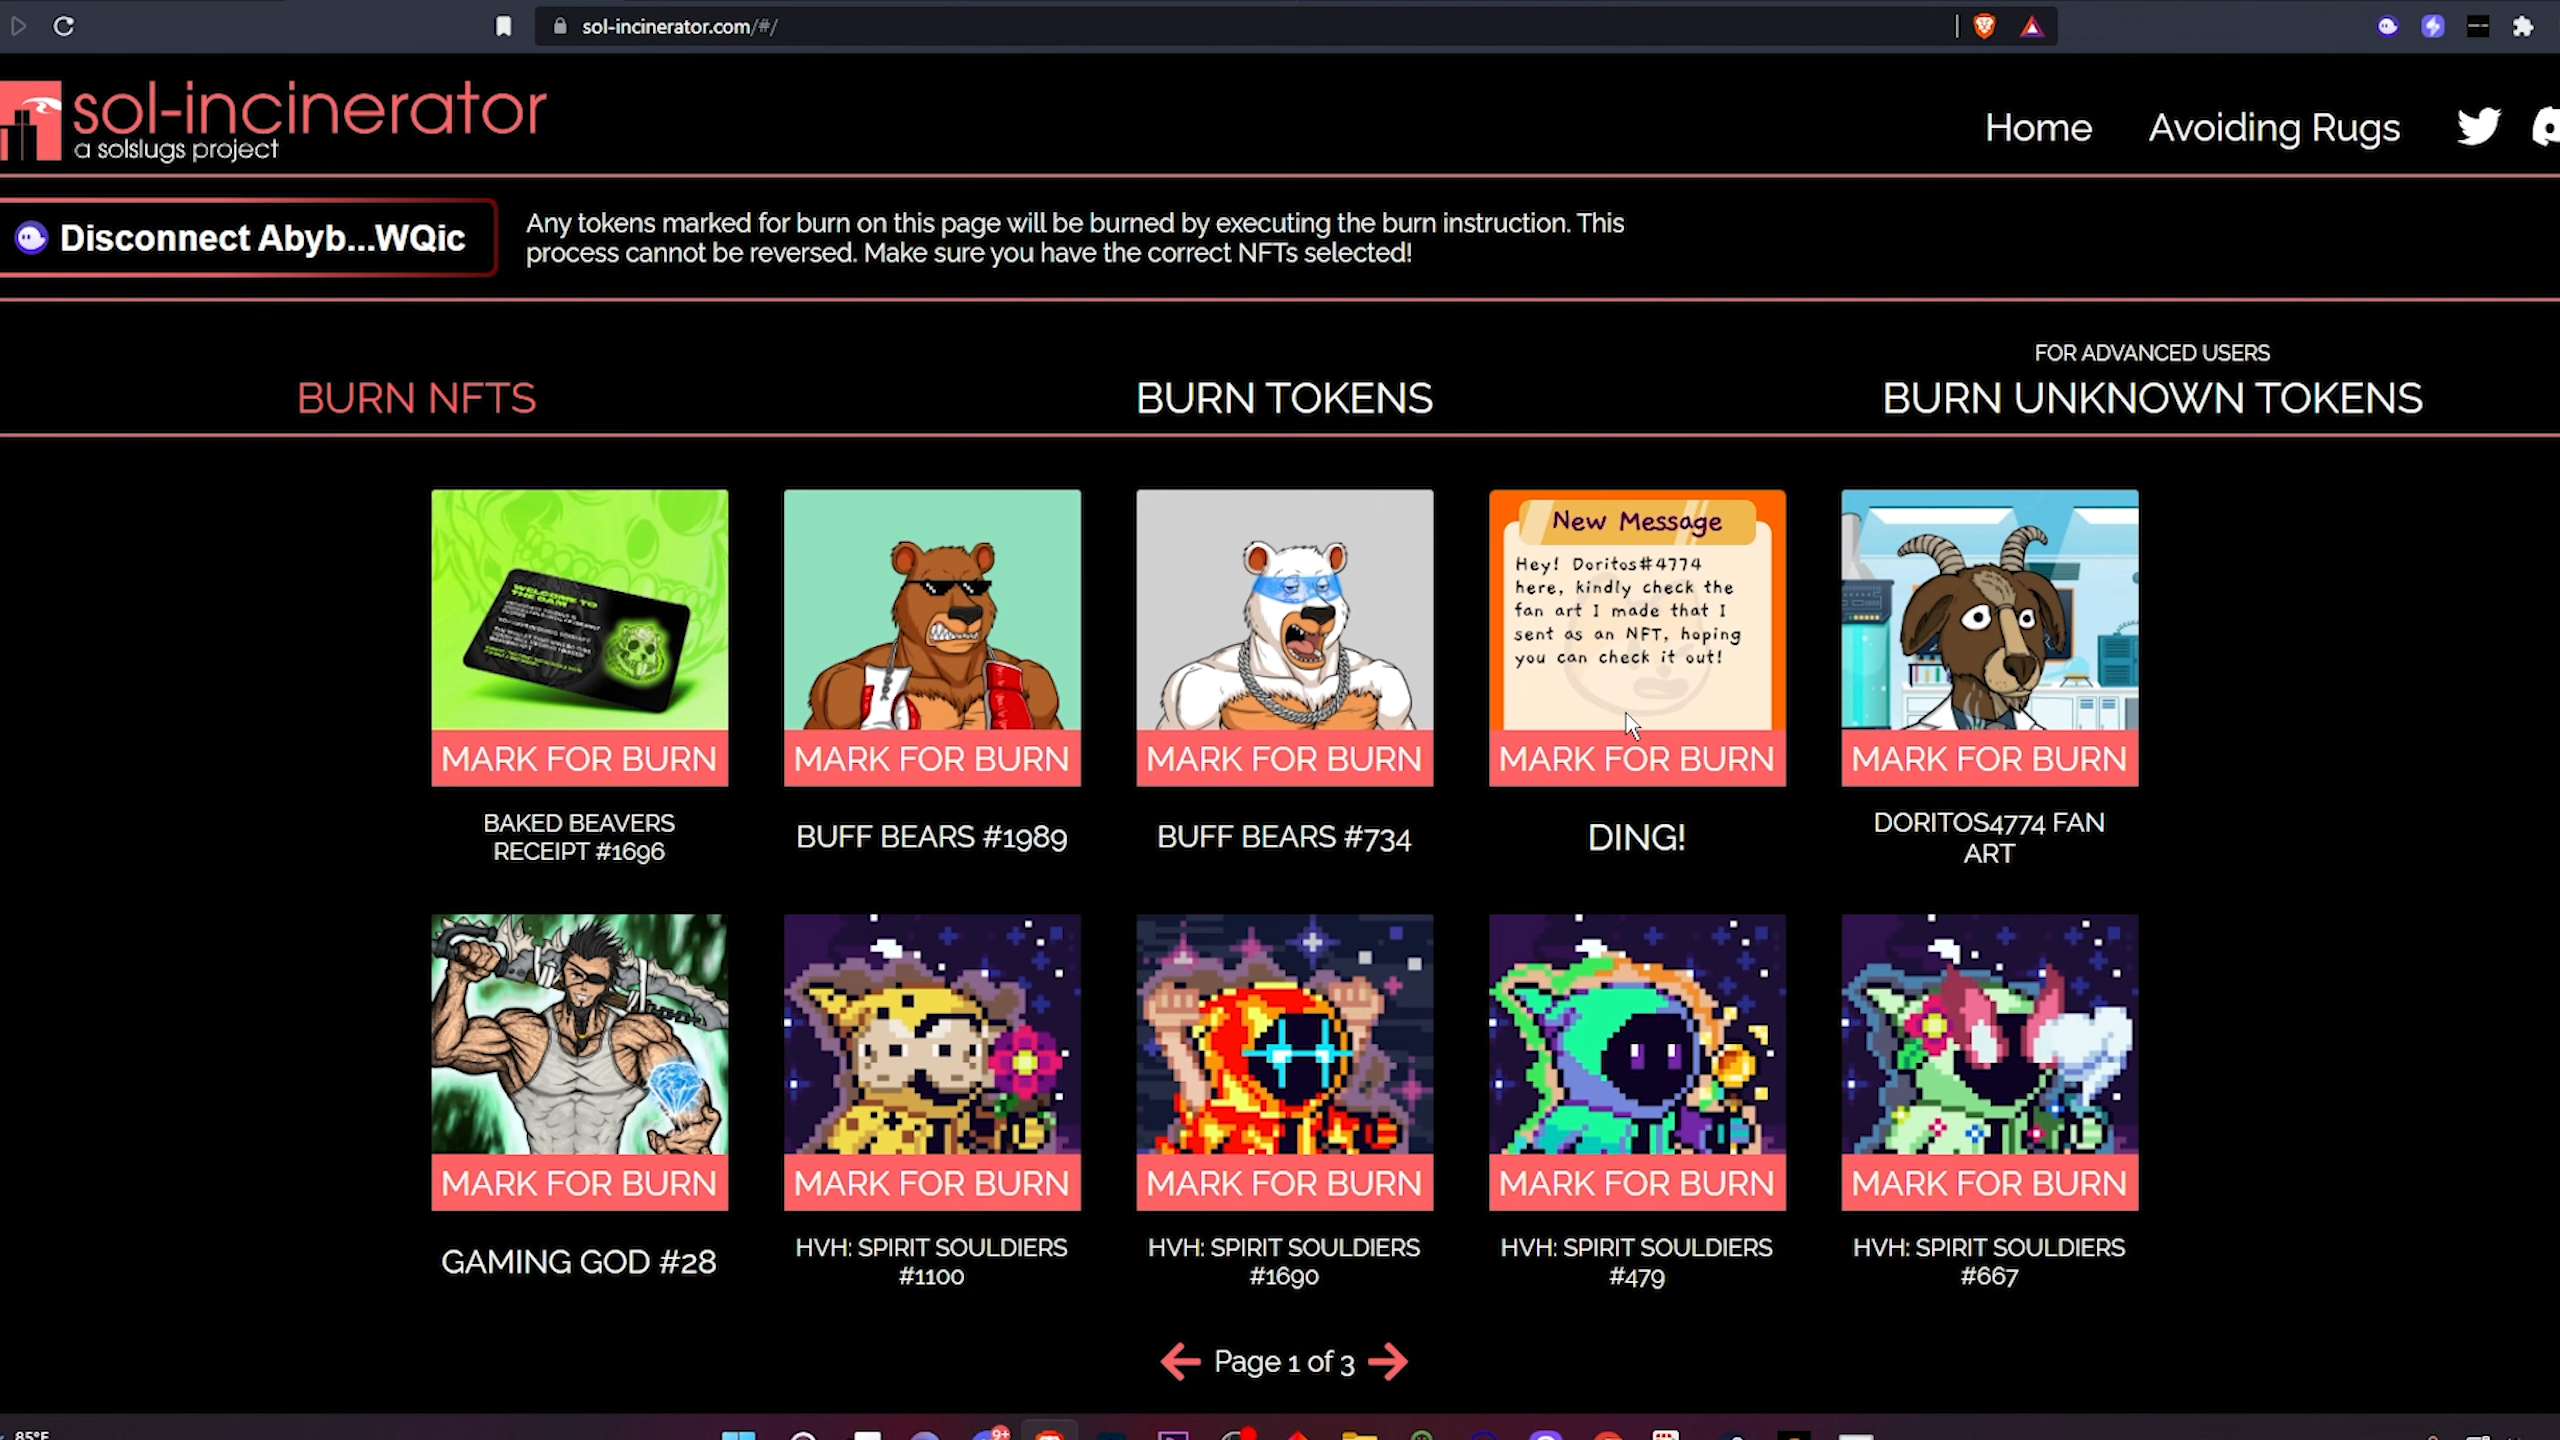 sol-incinerator.com/#/
sol-incinerator
a solslugs project
Home
Avoiding Rugs
Disconnect Abyb...WQic
Any tokens marked for burn on this page will be burned by executing the burn instruction. This
process cannot be reversed. Make sure you have the correct NFTs selected!
BURN NFTS
BURN TOKENS
FOR ADVANCED USERS
BURN UNKNOWN TOKENS
WELCOME TO
THE DAM
New Message
Hey! Doritos#4774
here, kindly check the
fan art I made that I
sent as an NFT, hoping
you can check it out!
MARK FOR BURN
MARK FOR BURN
MARK FOR BURN
MARK FOR BURN
MARK FOR BURN
BAKED BEAVERS
RECEIPT #1696
BUFF BEARS #1989
BUFF BEARS #734
DING!
DORITOS4774 FAN
ART
MARK FOR BURN
MARK FOR BURN
MARK FOR BURN
MARK FOR BURN
MARK FOR BURN
GAMING GOD #28
HVH: SPIRIT SOULDIERS
#1100
HVH: SPIRIT SOULDIERS
#1690
HVH: SPIRIT SOULDIERS
#479
HVH: SPIRIT SOULDIERS
#667
Page 1 of 3
85°F
9+